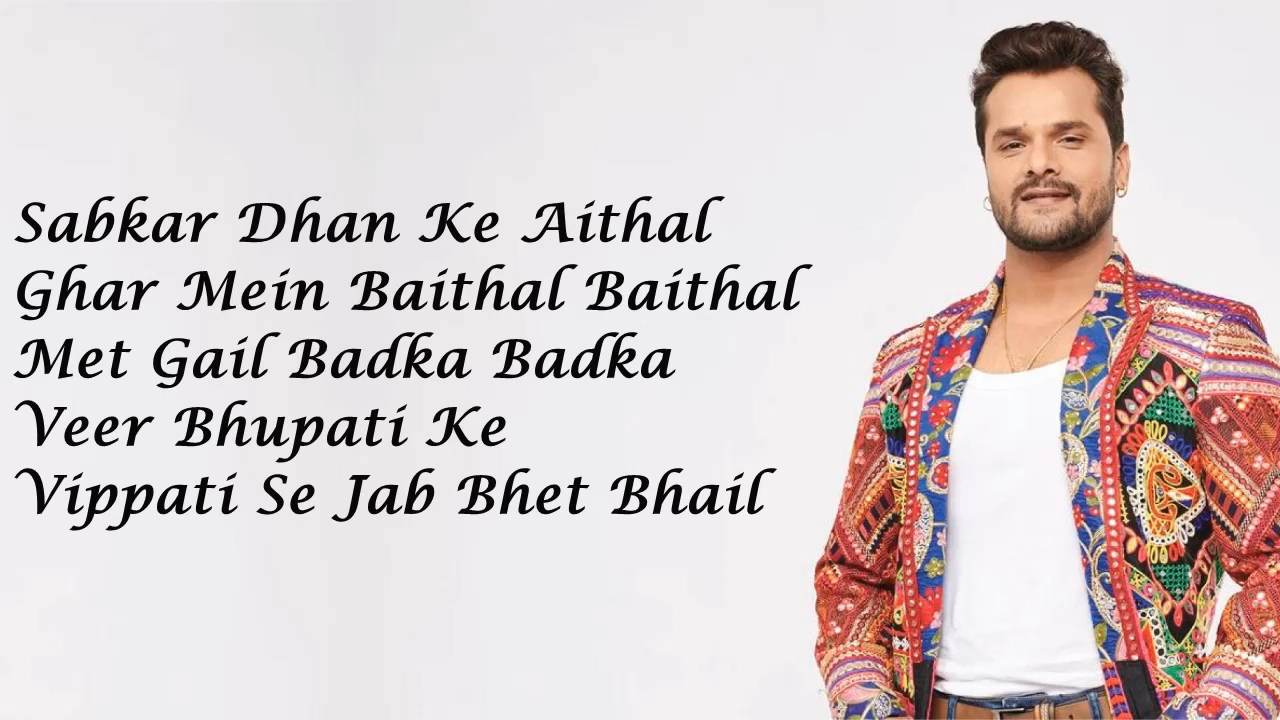 Sabkar Dhan Ke Aithal
Ghar Mein Baithal Baithal
Met Gail Badka Badka
Veer Bhupati Ke
Vippati Se Jab Bhet Bhail